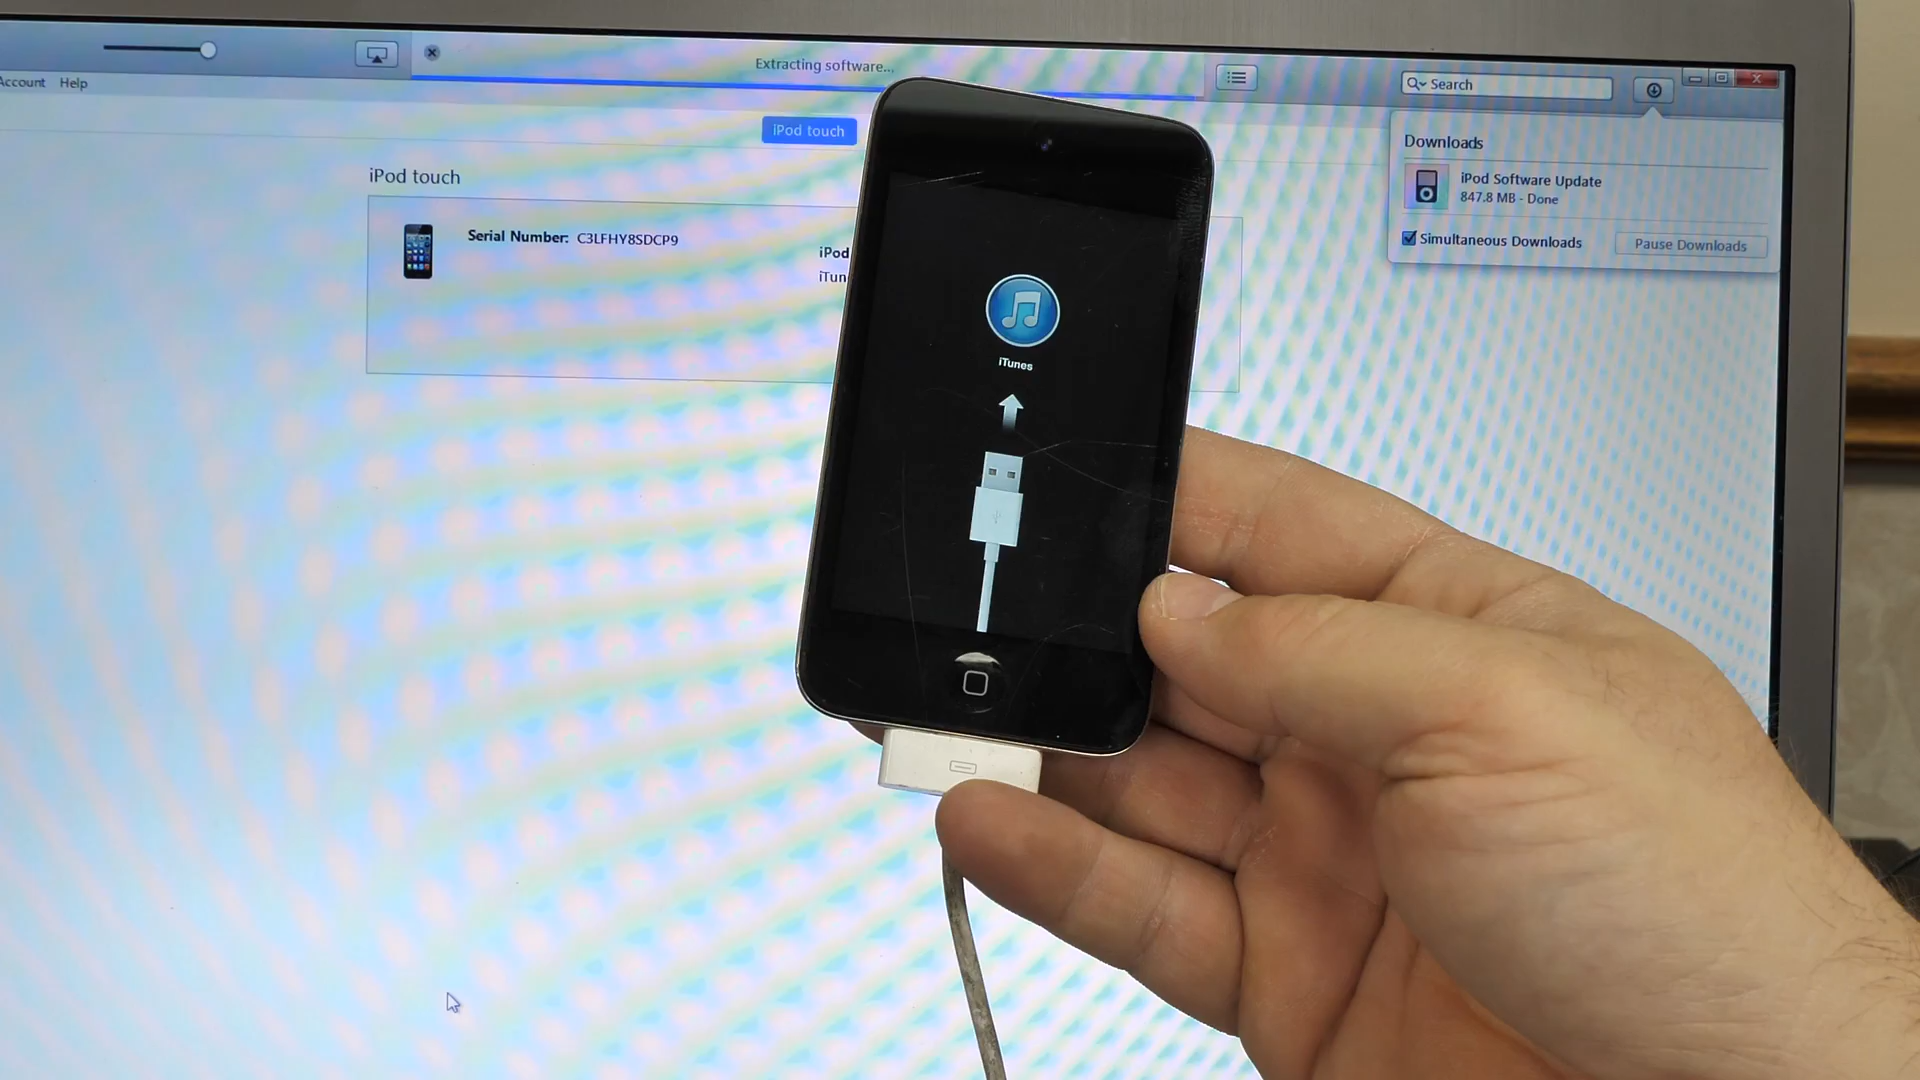 Extracting software...
Search
Account Help
iPod touch
Downloads
iPod Software Update
847.8 MB - Done
Simultaneous Downloads
Pause Downloads
iPod touch
Serial Number: C3LFHY8SDCP9
iPod
iTunes